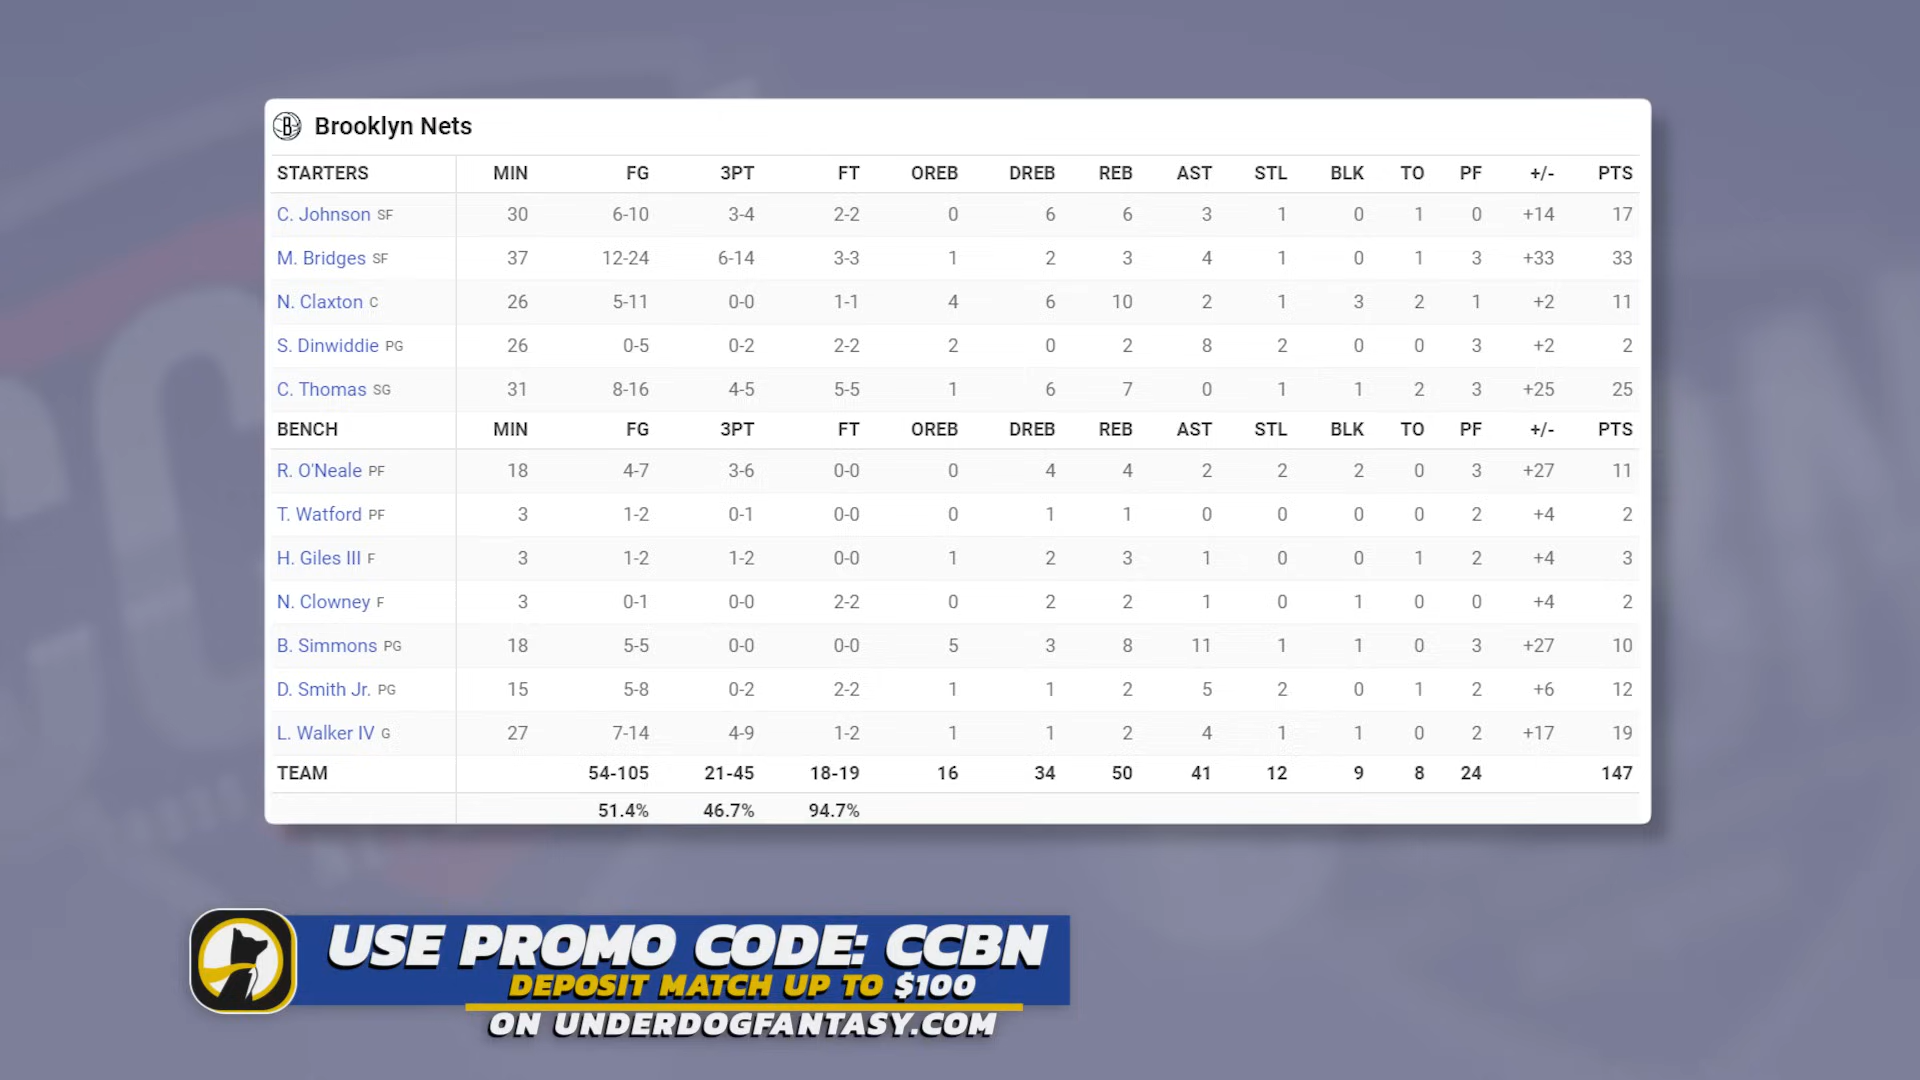 Brooklyn Nets
STARTERS MIN FG 3PT FT OREB DREB REB AST STL BLK TO PF +/- PTS
C. Johnson SF 30 6-10 3-4 2-2 0 6 6 3 1 0 1 0 +14 17
M. Bridges SF 37 12-24 6-14 3-3 1 2 3 4 1 0 1 3 +33 33
N. Claxton C 26 5-11 0-0 1-1 4 6 10 2 1 3 2 1 +2 11
S. Dinwiddie PG 26 0-5 0-2 2-2 2 0 2 8 2 0 0 3 +2 2
C. Thomas SG 31 8-16 4-5 5-5 1 6 7 0 1 1 2 3 +25 25
BENCH MIN FG 3PT FT OREB DREB REB AST STL BLK TO PF +/- PTS
R. O'Neale PF 18 4-7 3-6 0-0 0 4 4 2 2 2 0 3 +27 11
T. Watford PF 3 1-2 0-1 0-0 0 1 1 0 0 0 0 2 +4 2
H. Giles III F 3 1-2 1-2 0-0 1 2 3 1 0 0 1 2 +4 3
N. Clowney F 3 0-1 0-0 2-2 0 2 2 1 0 1 0 0 +4 2
B. Simmons PG 18 5-5 0-0 0-0 5 3 8 11 1 1 0 3 +27 10
D. Smith Jr. PG 15 5-8 0-2 2-2 1 1 2 5 2 0 1 2 +6 12
L. Walker IV G 27 7-14 4-9 1-2 1 1 2 4 1 1 0 2 +17 19
TEAM 54-105 21-45 18-19 16 34 50 41 12 9 8 24 147
51.4% 46.7% 94.7%
USE PROMO CODE: CCBN
DEPOSIT MATCH UP TO $100
ON UNDERDOGFANTASY.COM